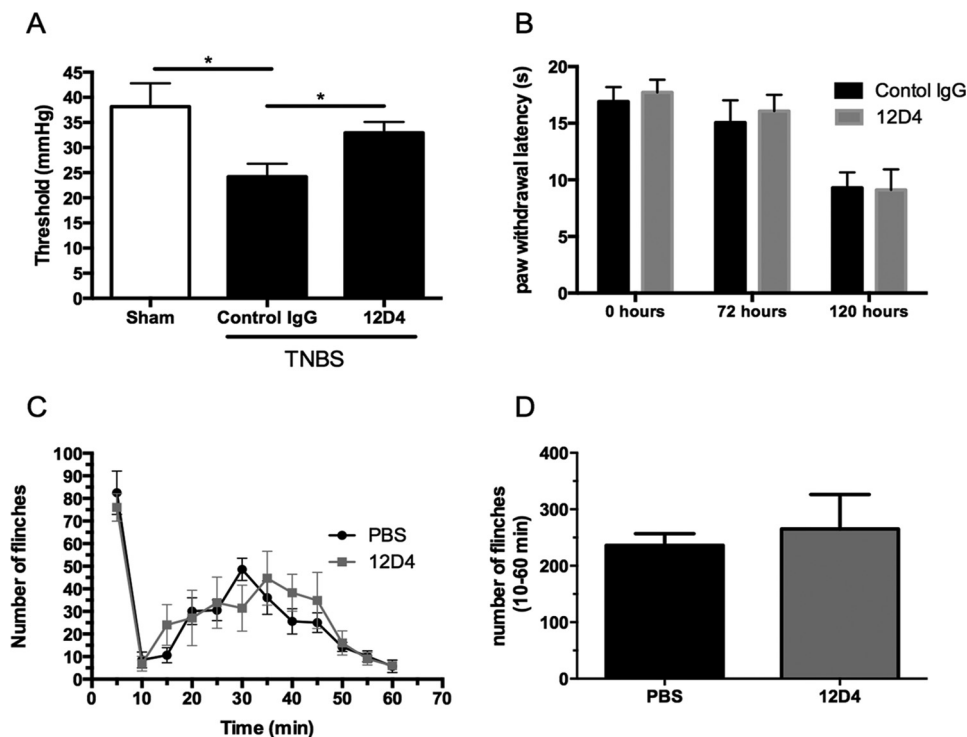 A
Threshold (mmHg)
45
40
35
30
25
20
15
10
5
0
*
*
Sham
Control IgG
12D4
TNBS
B
paw withdrawal latency (s)
20
15
10
5
0
Contol IgG
12D4
0 hours
72 hours
120 hours
C
Number of flinches
100
90
80
70
60
50
40
30
20
10
0
PBS
12D4
0 10 20 30 40 50 60 70
Time (min)
D
number of flinches
(10-60 min)
400
300
200
100
0
PBS
12D4